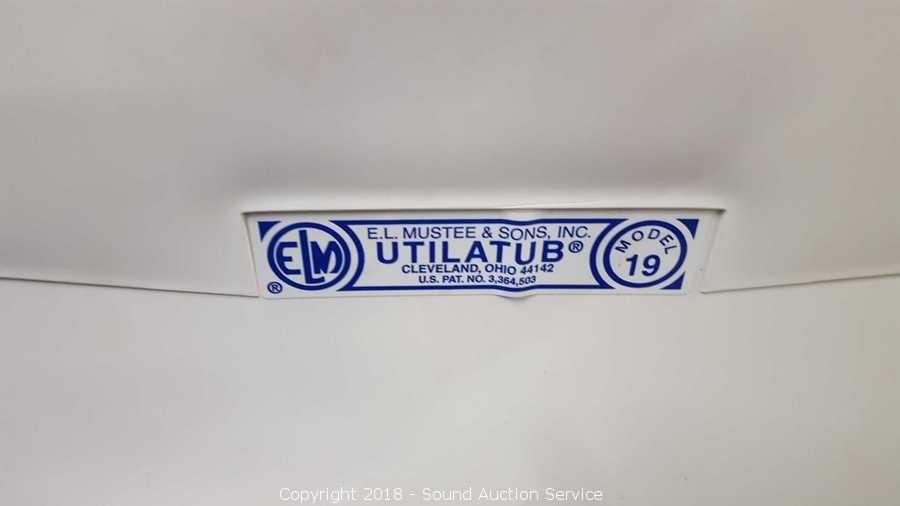 ELM
®
E.L. MUSTEE & SONS, INC.
UTILATUB®
CLEVELAND, OHIO 44142
U.S. PAT. NO. 3,364,503
MODEL
19
Copyright 2018 - Sound Auction Service